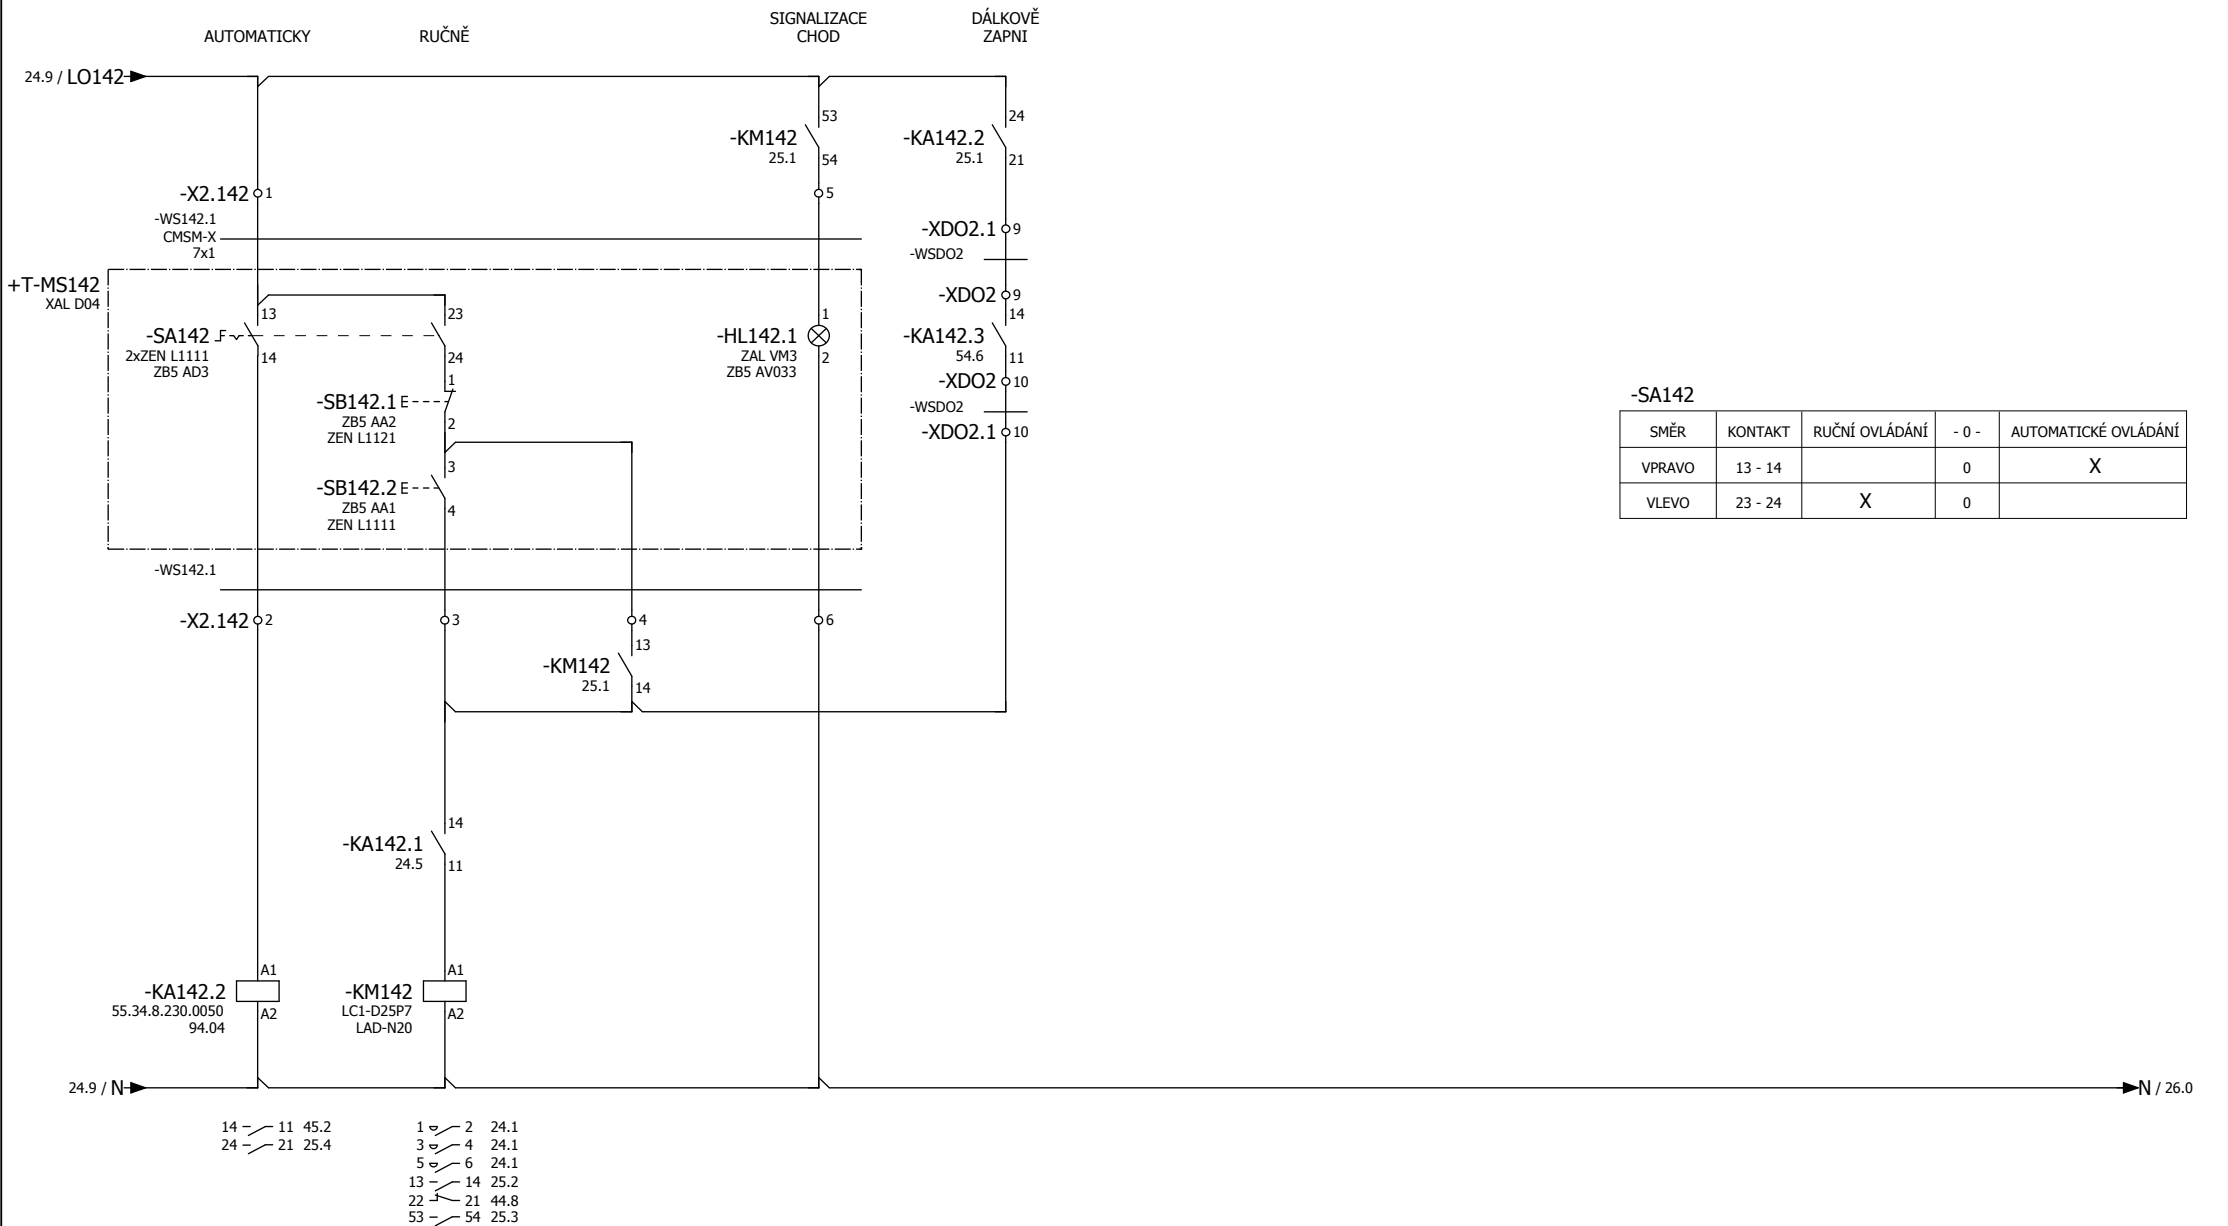 AUTOMATICKY
RUČNĚ
SIGNALIZACE
CHOD
DÁLKOVĚ
ZAPNI
24.9 / LO142
53
-KM142
25.1
54
24
-KA142.2
25.1
21
-X2.142 1
5
-WS142.1
CMSM-X
7x1
-XDO2.1 9
-WSDO2
+T-MS142
XAL D04
-XDO2 9
13
-SA142
2xZEN L1111
ZB5 AD3
14
23
24
1
-HL142.1
ZAL VM3
ZB5 AV033
2
14
-KA142.3
54.6
11
-XDO2 10
-WSDO2
-XDO2.1 10
1
-SB142.1 E
ZB5 AA2
ZEN L1121
2
3
-SB142.2 E
ZB5 AA1
ZEN L1111
4
-SA142
SMĚR KONTAKT RUČNÍ OVLÁDÁNÍ - 0 - AUTOMATICKÉ OVLÁDÁNÍ
VPRAVO 13 - 14 0 X
VLEVO 23 - 24 X 0
-WS142.1
-X2.142 2
3
4
6
13
-KM142
25.1
14
14
-KA142.1
24.5
11
A1
-KA142.2
55.34.8.230.0050
94.04
A2
A1
-KM142
LC1-D25P7
LAD-N20
A2
24.9 / N
N / 26.0
14 11 45.2
24 21 25.4
1 2 24.1
3 4 24.1
5 6 24.1
13 14 25.2
22 21 44.8
53 54 25.3